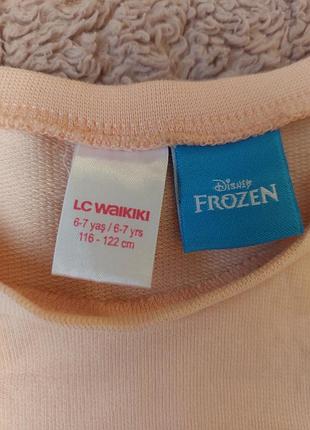 LC WAIKIKI
6-7 yaş / 6-7 yrs
116 - 122 cm
Disney
FROZEN